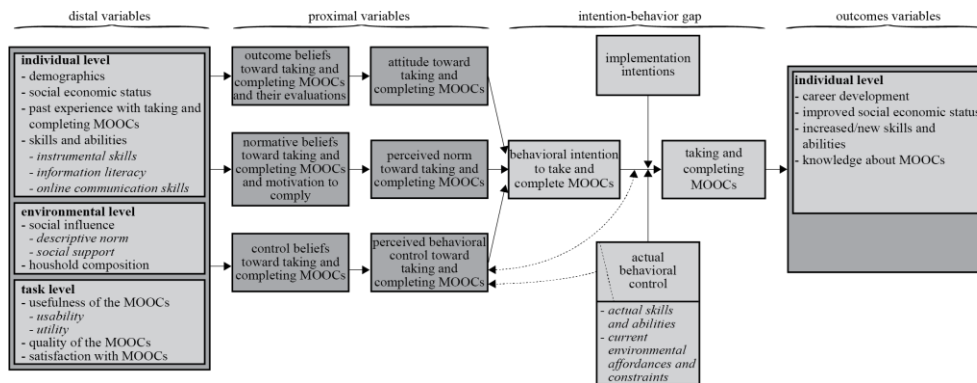 distal variables
proximal variables
intention-behavior gap
outcomes variables
individual level
- demographics
- social economic status
- past experience with taking and
completing MOOCs
- skills and abilities
- instrumental skills
- information literacy
- online communication skills
environmental level
- social influence
- descriptive norm
- social support
- houshold composition
task level
- usefulness of the MOOCs
- usability
- utility
- quality of the MOOCs
- satisfaction with MOOCs
outcome beliefs
toward taking and
completing MOOCs
and their evaluations
normative beliefs
toward taking and
completing MOOCs
and motivation to
comply
control beliefs
toward taking and
completing MOOCs
attitude toward
taking and
completing MOOCs
perceived norm
toward taking and
completing MOOCs
perceived behavioral
control toward
taking and
completing MOOCs
behavioral intention
to take and
complete MOOCs
implementation
intentions
actual
behavioral
control
- actual skills
and abilities
- current
environmental
affordances and
constraints
taking and
completing
MOOCs
individual level
- career development
- improved social economic status
- increased/new skills and
abilities
- knowledge about MOOCs